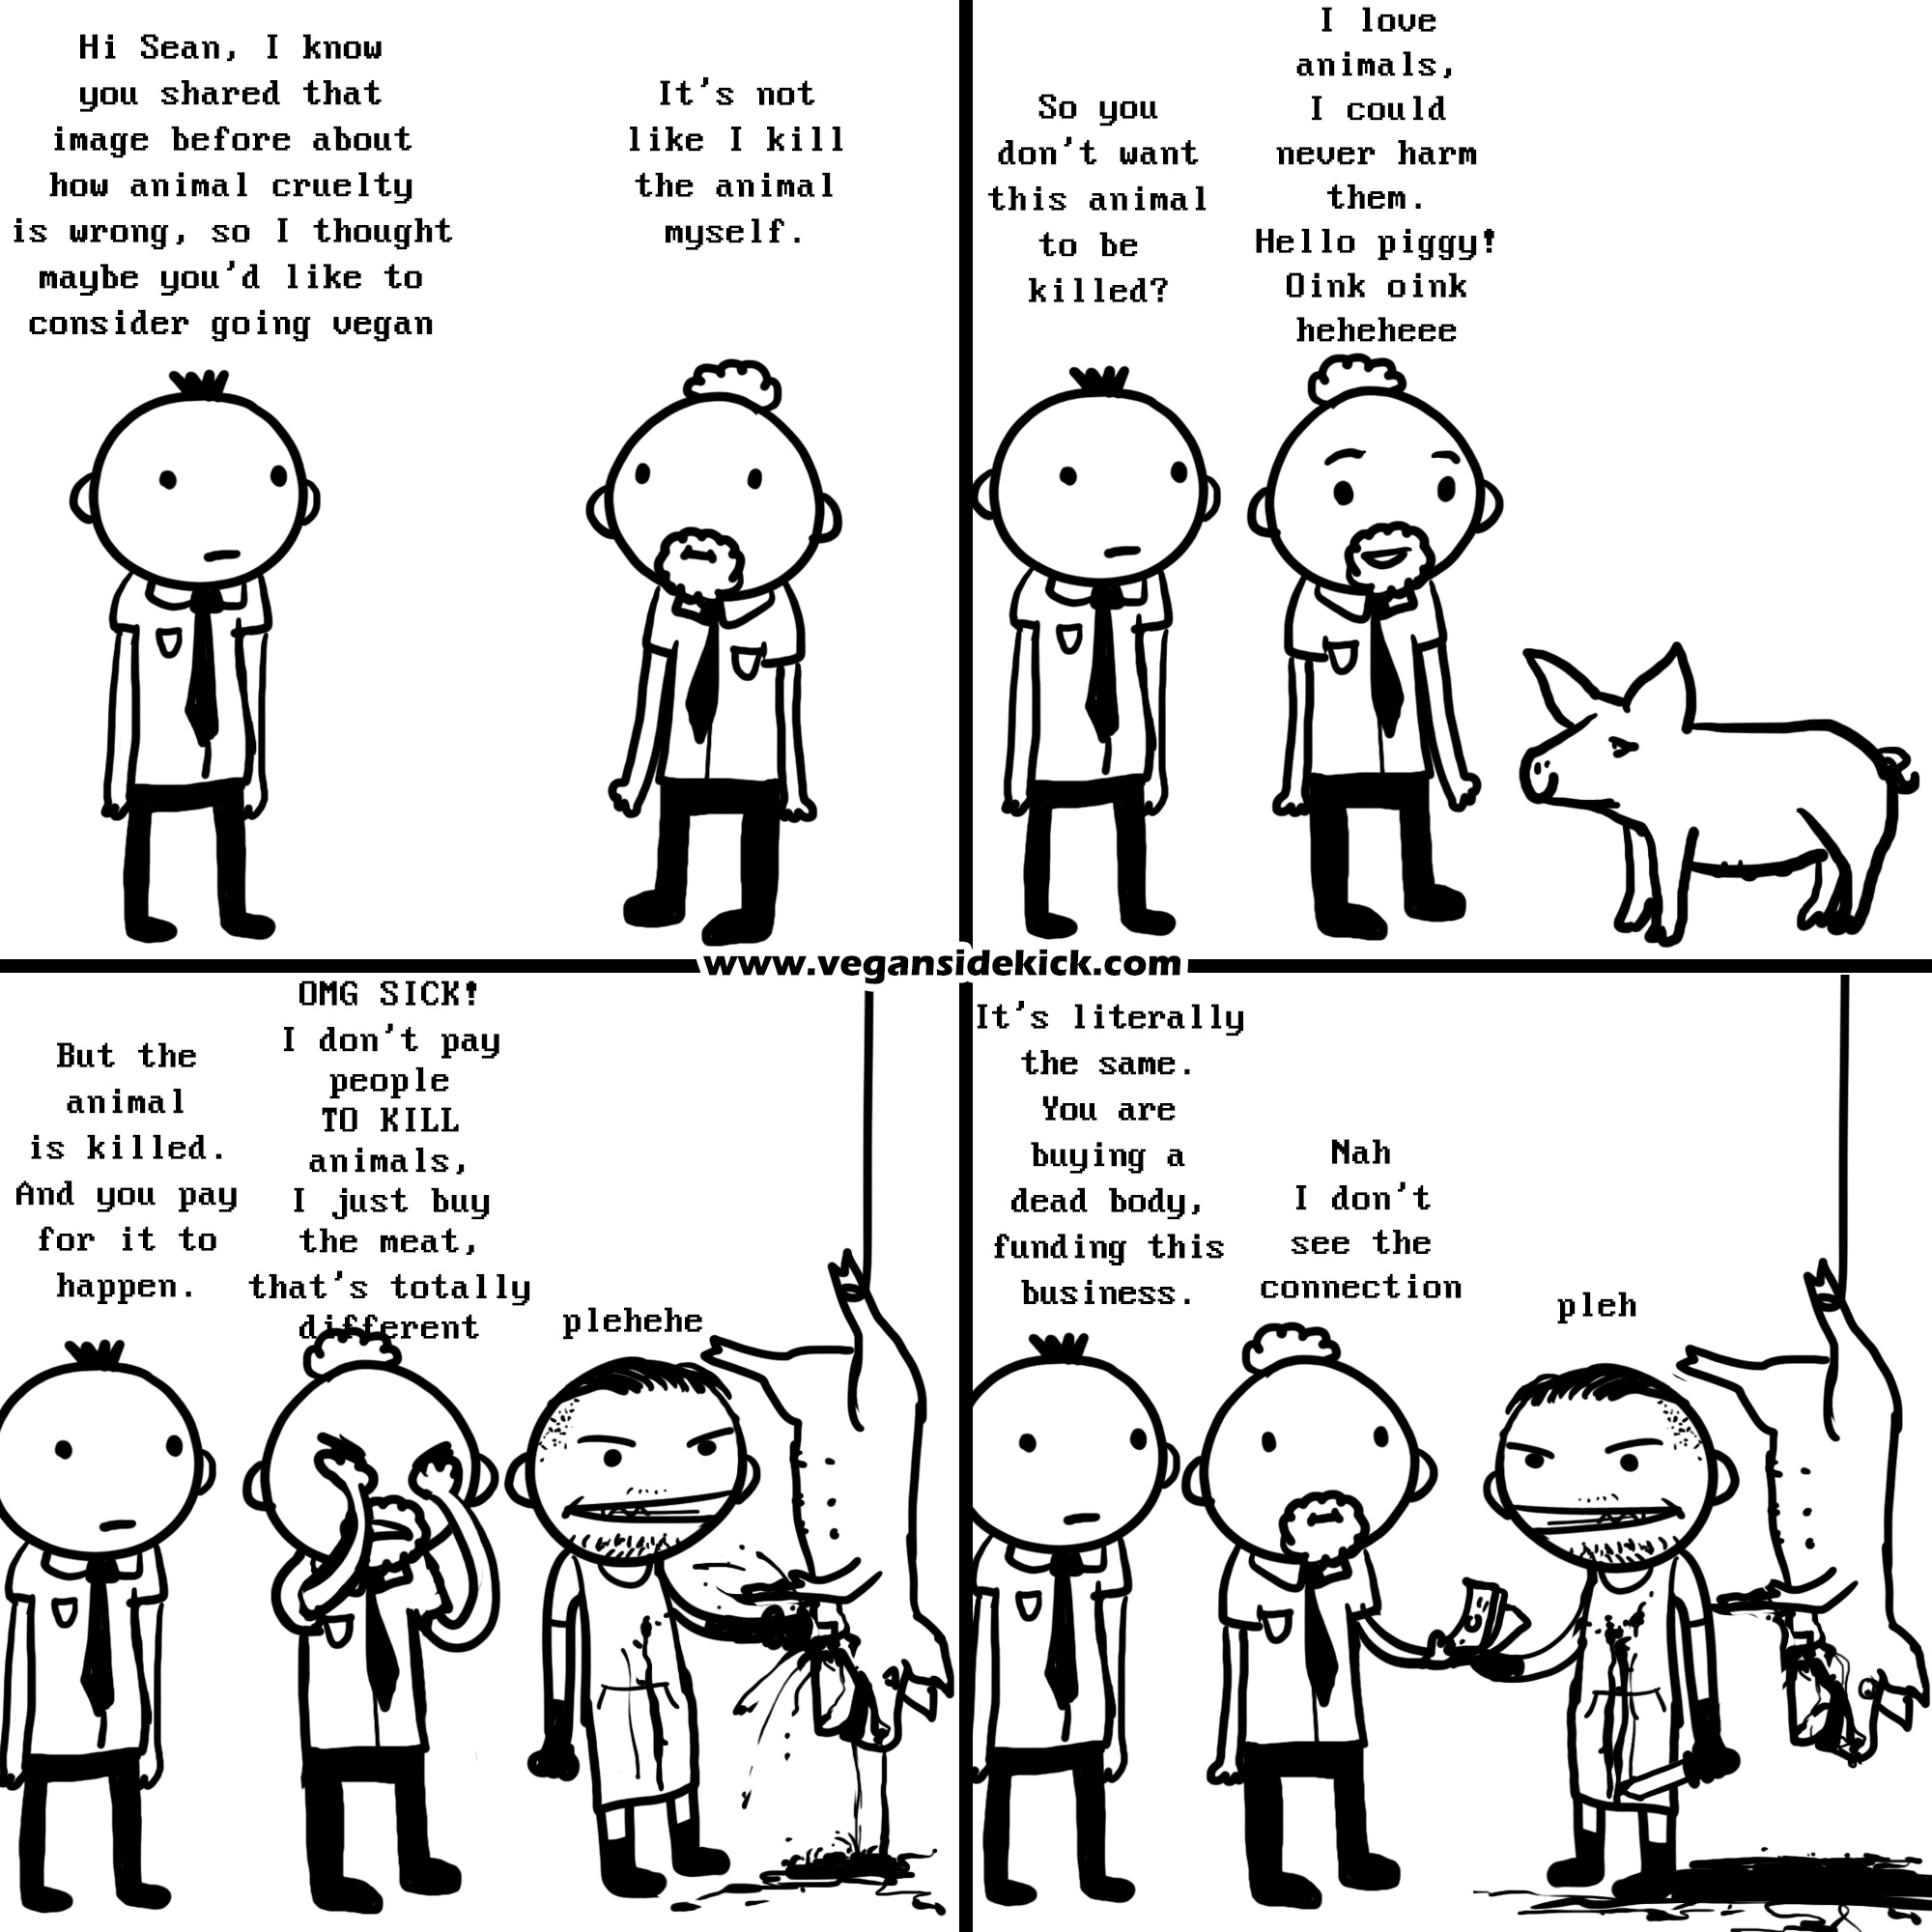 Hi Sean, I know
you shared that
image before about
how animal cruelty
is wrong, so I thought
maybe you'd like to
consider going vegan
It's not
like I kill
the animal
myself.
So you
don't want
this animal
to be
killed?
I love
animals,
I could
never harm
them.
Hello piggy!
Oink oink
heheheee
www.vegansidekick.com
But the
animal
is killed.
And you pay
for it to
happen.
OMG SICK!
I don't pay
people
TO KILL
animals,
I just buy
the meat,
that's totally
different
plehehe
It's literally
the same.
You are
buying a
dead body,
funding this
business.
Nah
I don't
see the
connection
pleh